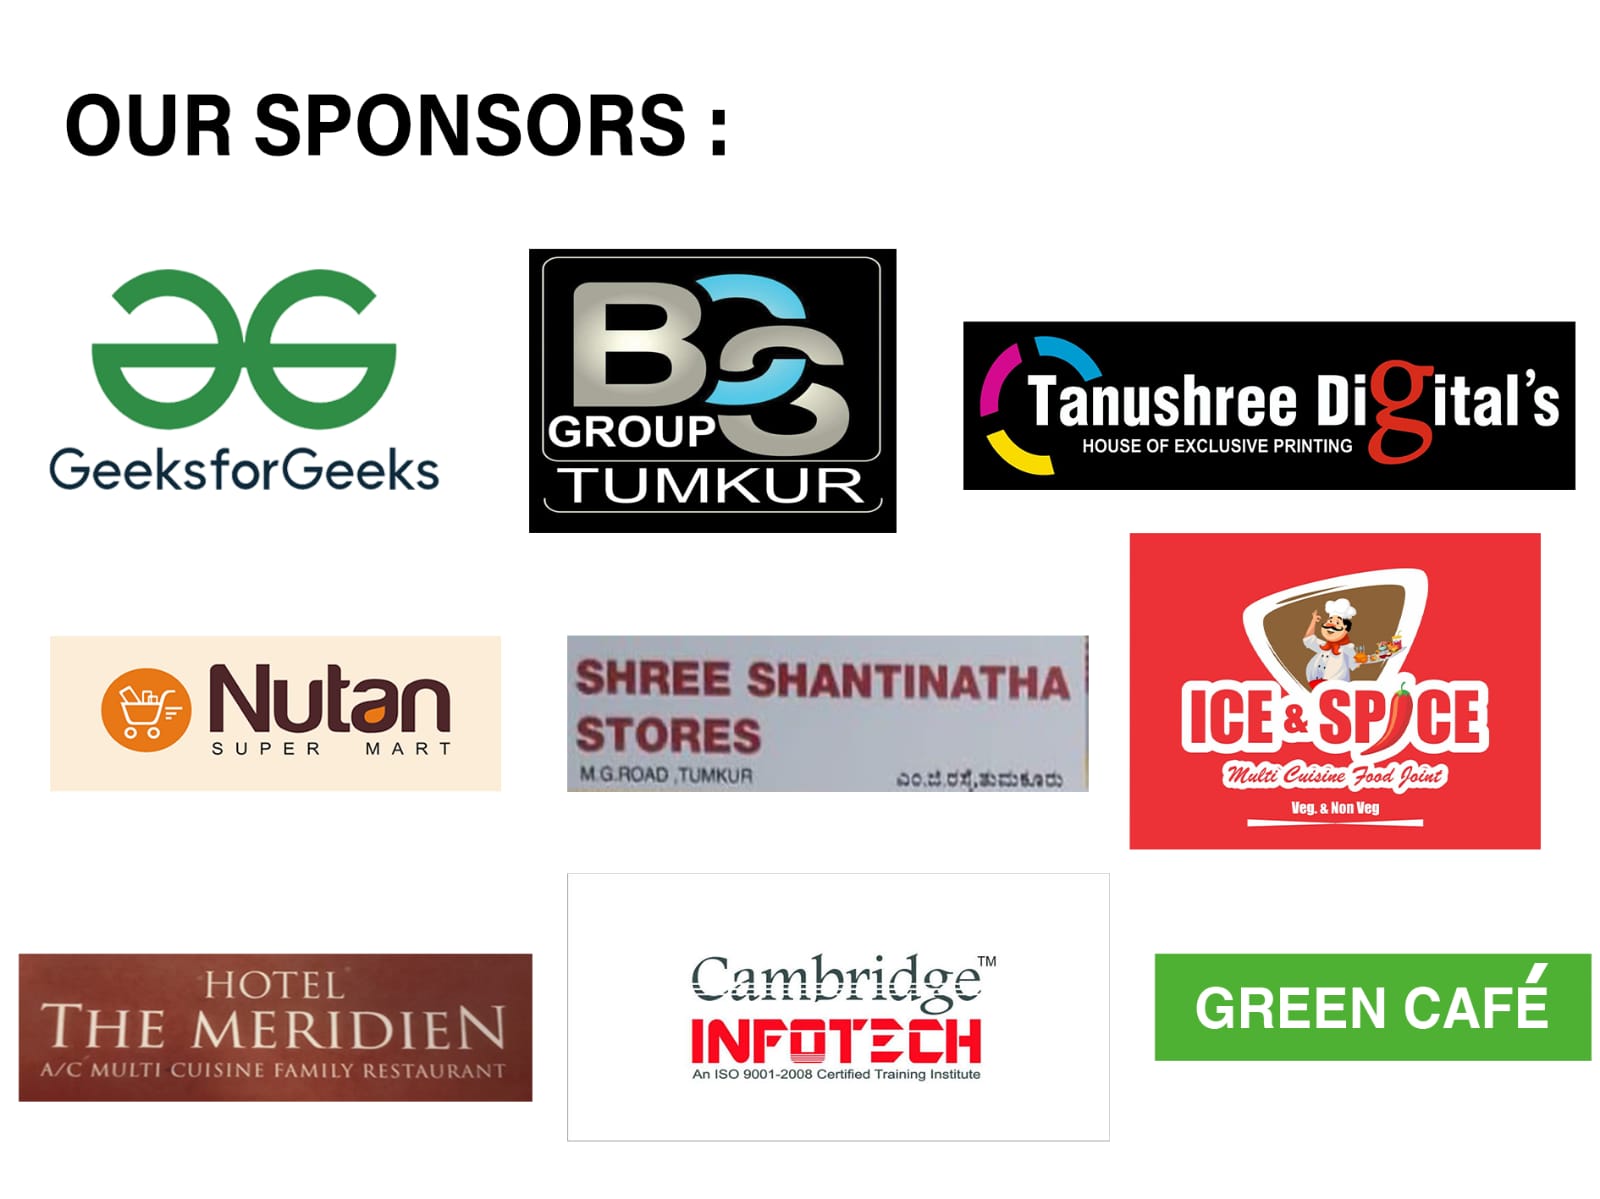 OUR SPONSORS :
GeeksforGeeks
BGS
GROUP
TUMKUR
Tanushree Digital's
HOUSE OF EXCLUSIVE PRINTING
Nutan
SUPER MART
SHREE SHANTINATHA
STORES
M.G.ROAD ,TUMKUR
ಎಂ.ಜಿ.ರಸ್ತೆ,ತುಮಕೂರು
ICE & SPICE
Multi Cuisine Food Joint
Veg. & Non Veg
HOTEL
THE MERIDIEN
A/C MULTI CUISINE FAMILY RESTAURANT
Cambridge™
INFOTECH
An ISO 9001-2008 Certified Training Institute
GREEN CAFÉ